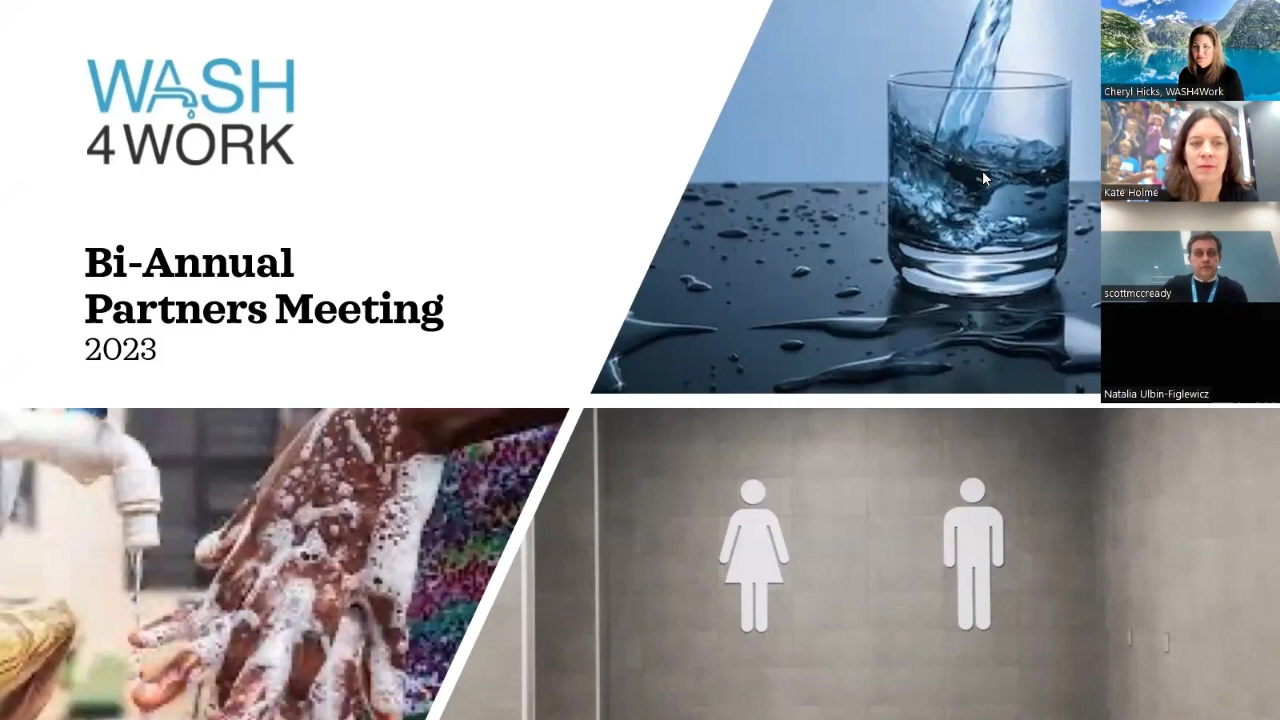 WASH
4WORK
Bi-Annual
Partners Meeting
2023
Cheryl Hicks, WASH4Work
Kate Holme
scottmccready
Natalia Ulbin-Figlewicz